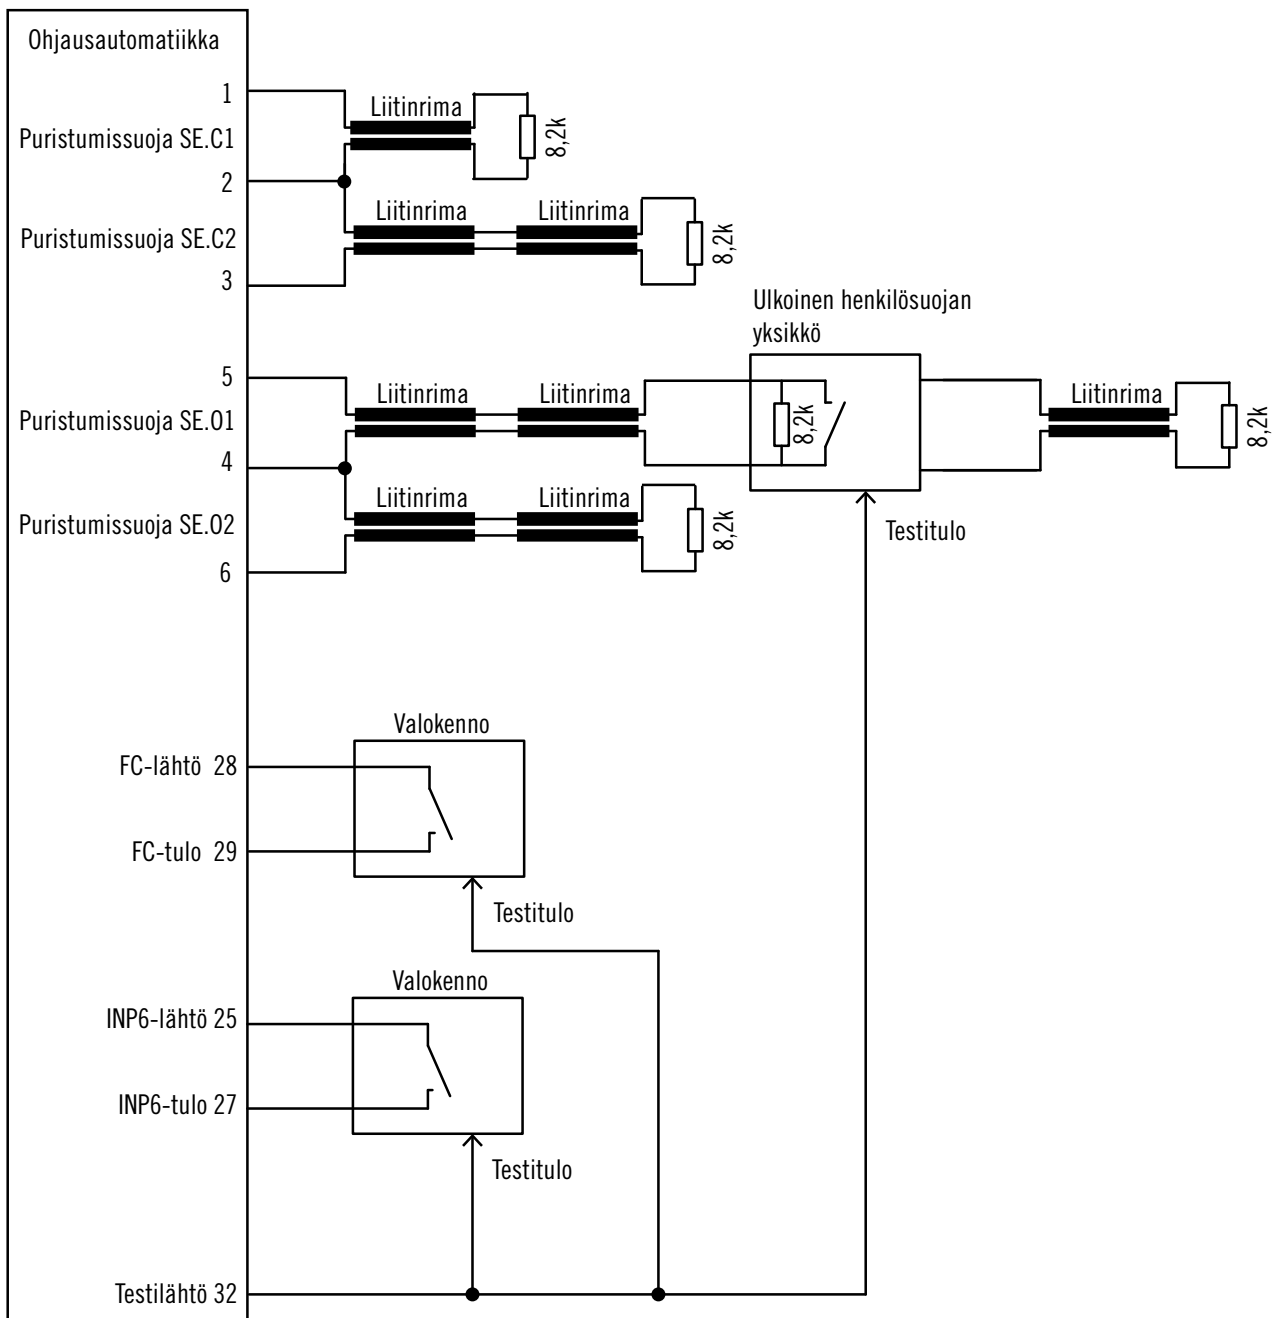 Ohjausautomatiikka
1
Liitinrima
8,2k
Puristumissuoja SE.C1
2
Liitinrima
Liitinrima
8,2k
Puristumissuoja SE.C2
3
Ulkoinen henkilösuojan
yksikkö
5
Liitinrima
Liitinrima
8,2k
Liitinrima
8,2k
Puristumissuoja SE.O1
4
Liitinrima
Liitinrima
8,2k
Puristumissuoja SE.O2
Testitulo
6
Valokenno
FC-lähtö 28
FC-tulo 29
Testitulo
Valokenno
INP6-lähtö 25
INP6-tulo 27
Testitulo
Testilähtö 32